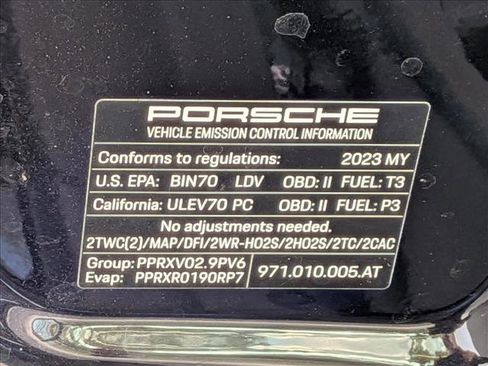 PORSCHE
VEHICLE EMISSION CONTROL INFORMATION
Conforms to regulations: 2023 MY
U.S. EPA: BIN70 LDV OBD: II FUEL: T3
California: ULEV70 PC OBD: II FUEL: P3
No adjustments needed.
2TWC(2)/MAP/DFI/2WR-HO2S/2HO2S/2TC/2CAC
Group: PPRXV02.9PV6
Evap: PPRXR0190RP7
971.010.005.AT